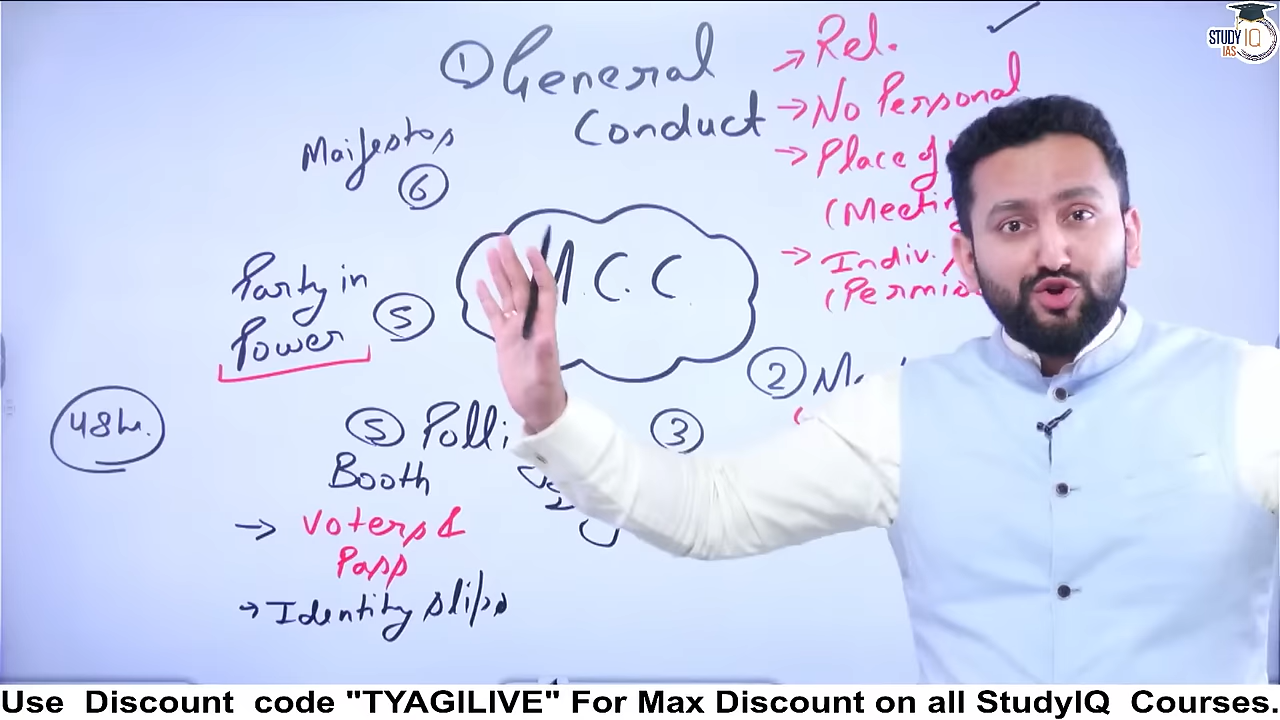 STUDY IQ
IAS
① General
Conduct
→ Rel.
→ No Personal
→ Place of
(Meetin
→ Indiv.
(Permis
Maifestos
⑥
M.C.C
Party in
Power
⑤
②
48 hr.
⑤ Polli
Booth
③
→ Voters &
Pass
→ Identity slips
Use Discount code "TYAGILIVE" For Max Discount on all StudyIQ Courses.